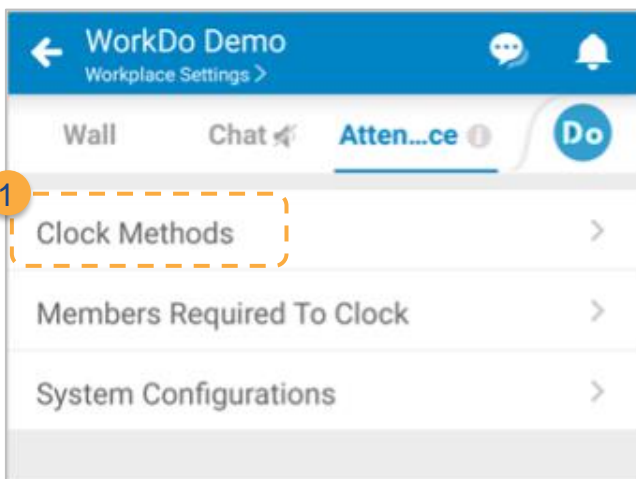 WorkDo Demo
Workplace Settings >
Wall Chat Atten...ce Do
1
Clock Methods
Members Required To Clock
System Configurations